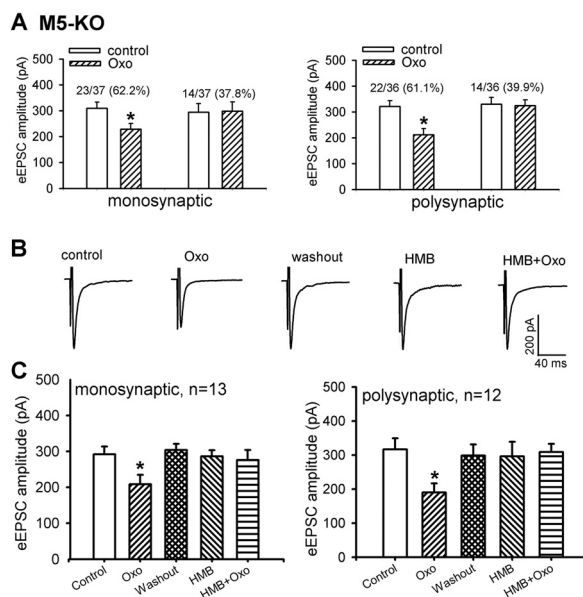 A M5-KO
control
Oxo
500
400
300
200
100
0
eEPSC amplitude (pA)
23/37 (62.2%)
14/37 (37.8%)
*
monosynaptic
control
Oxo
500
400
300
200
100
0
eEPSC amplitude (pA)
22/36 (61.1%)
14/36 (39.9%)
*
polysynaptic
B
control
Oxo
washout
HMB
HMB+Oxo
200 pA
40 ms
C
500
400
300
200
100
0
eEPSC amplitude (pA)
monosynaptic, n=13
*
Control
Oxo
Washout
HMB
HMB+Oxo
500
400
300
200
100
0
eEPSC amplitude (pA)
polysynaptic, n=12
*
Control
Oxo
Washout
HMB
HMB+Oxo